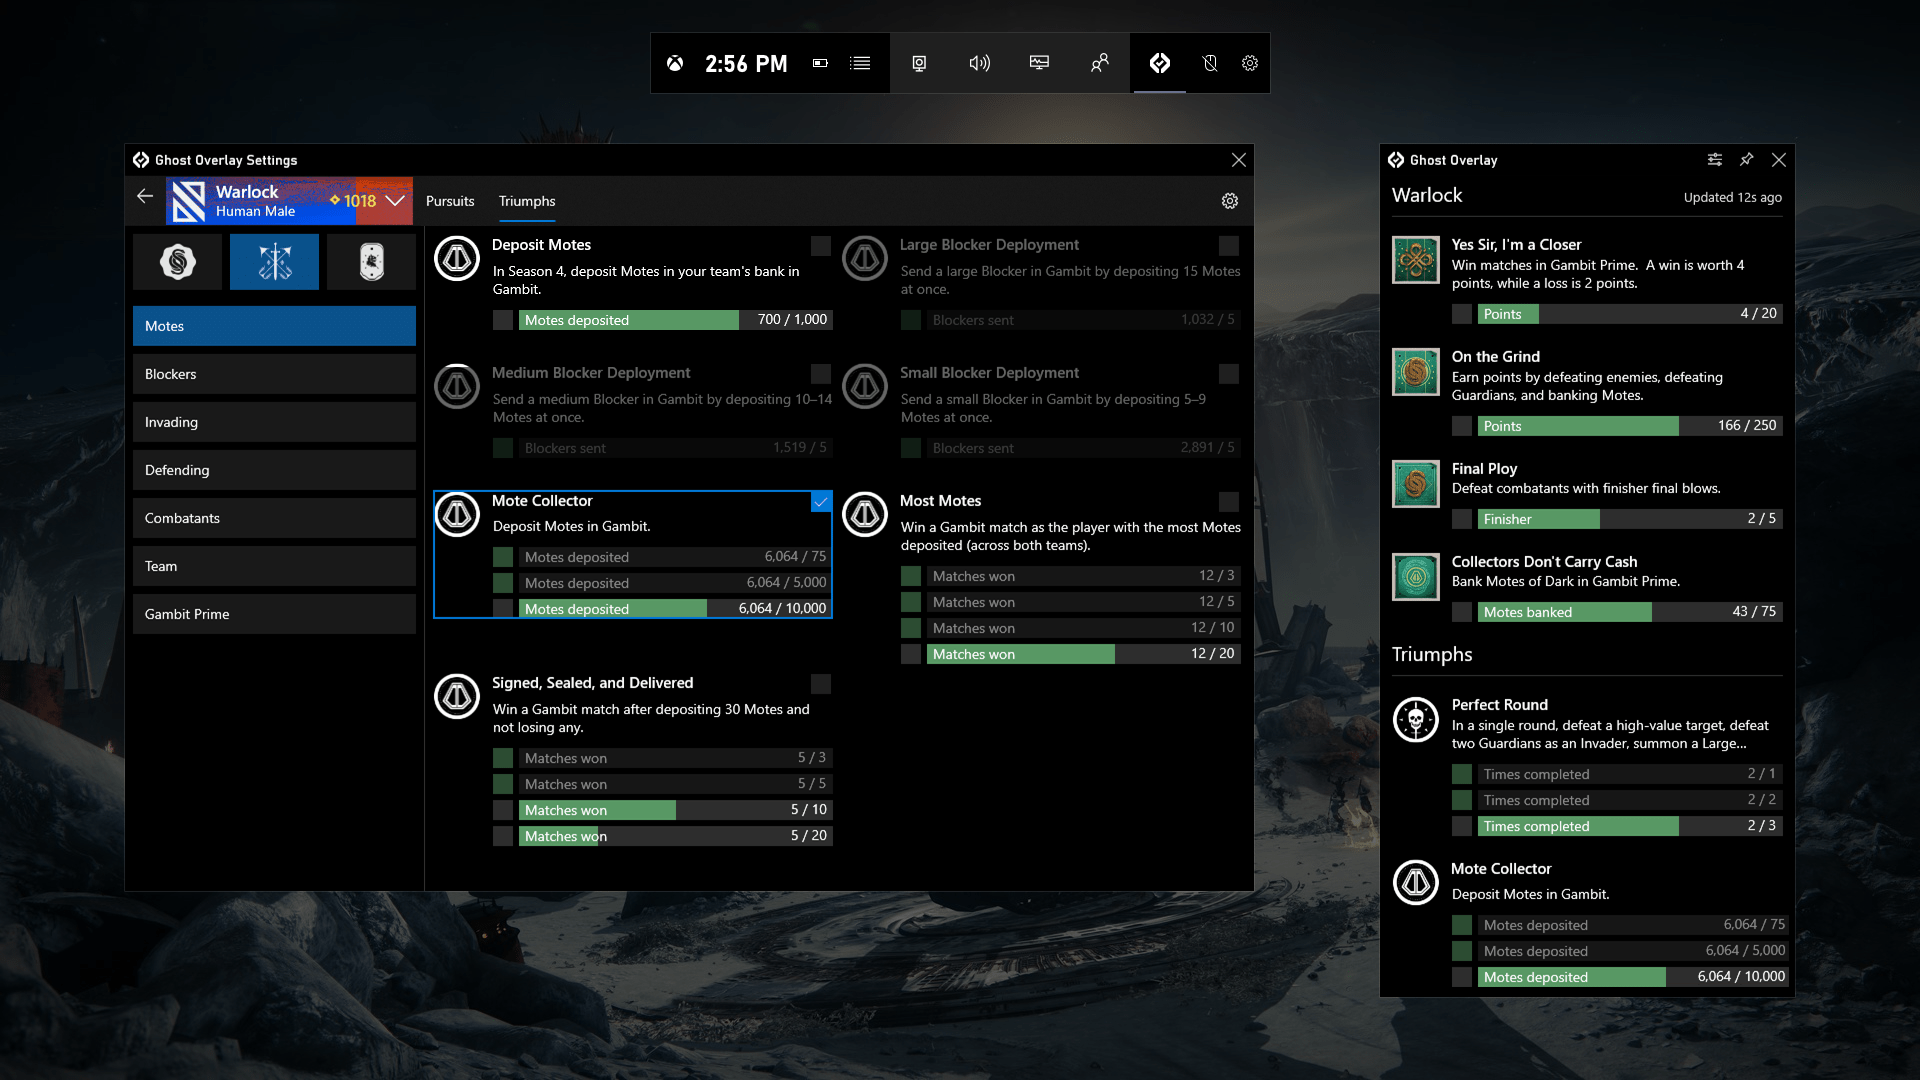 2:56 PM
Ghost Overlay Settings
Warlock
Human Male
1018
Pursuits
Triumphs
Motes
Blockers
Invading
Defending
Combatants
Team
Gambit Prime
Deposit Motes
In Season 4, deposit Motes in your team's bank in
Gambit.
Motes deposited 700 / 1,000
Large Blocker Deployment
Send a large Blocker in Gambit by depositing 15 Motes
at once.
Blockers sent 1,032 / 5
Medium Blocker Deployment
Send a medium Blocker in Gambit by depositing 10–14
Motes at once.
Blockers sent 1,519 / 5
Small Blocker Deployment
Send a small Blocker in Gambit by depositing 5–9
Motes at once.
Blockers sent 2,891 / 5
Mote Collector
Deposit Motes in Gambit.
Motes deposited 6,064 / 75
Motes deposited 6,064 / 5,000
Motes deposited 6,064 / 10,000
Most Motes
Win a Gambit match as the player with the most Motes
deposited (across both teams).
Matches won 12 / 3
Matches won 12 / 5
Matches won 12 / 10
Matches won 12 / 20
Signed, Sealed, and Delivered
Win a Gambit match after depositing 30 Motes and
not losing any.
Matches won 5 / 3
Matches won 5 / 5
Matches won 5 / 10
Matches won 5 / 20
Ghost Overlay
Warlock
Updated 12s ago
Yes Sir, I'm a Closer
Win matches in Gambit Prime.  A win is worth 4
points, while a loss is 2 points.
Points 4 / 20
On the Grind
Earn points by defeating enemies, defeating
Guardians, and banking Motes.
Points 166 / 250
Final Ploy
Defeat combatants with finisher final blows.
Finisher 2 / 5
Collectors Don't Carry Cash
Bank Motes of Dark in Gambit Prime.
Motes banked 43 / 75
Triumphs
Perfect Round
In a single round, defeat a high-value target, defeat
two Guardians as an Invader, summon a Large...
Times completed 2 / 1
Times completed 2 / 2
Times completed 2 / 3
Mote Collector
Deposit Motes in Gambit.
Motes deposited 6,064 / 75
Motes deposited 6,064 / 5,000
Motes deposited 6,064 / 10,000